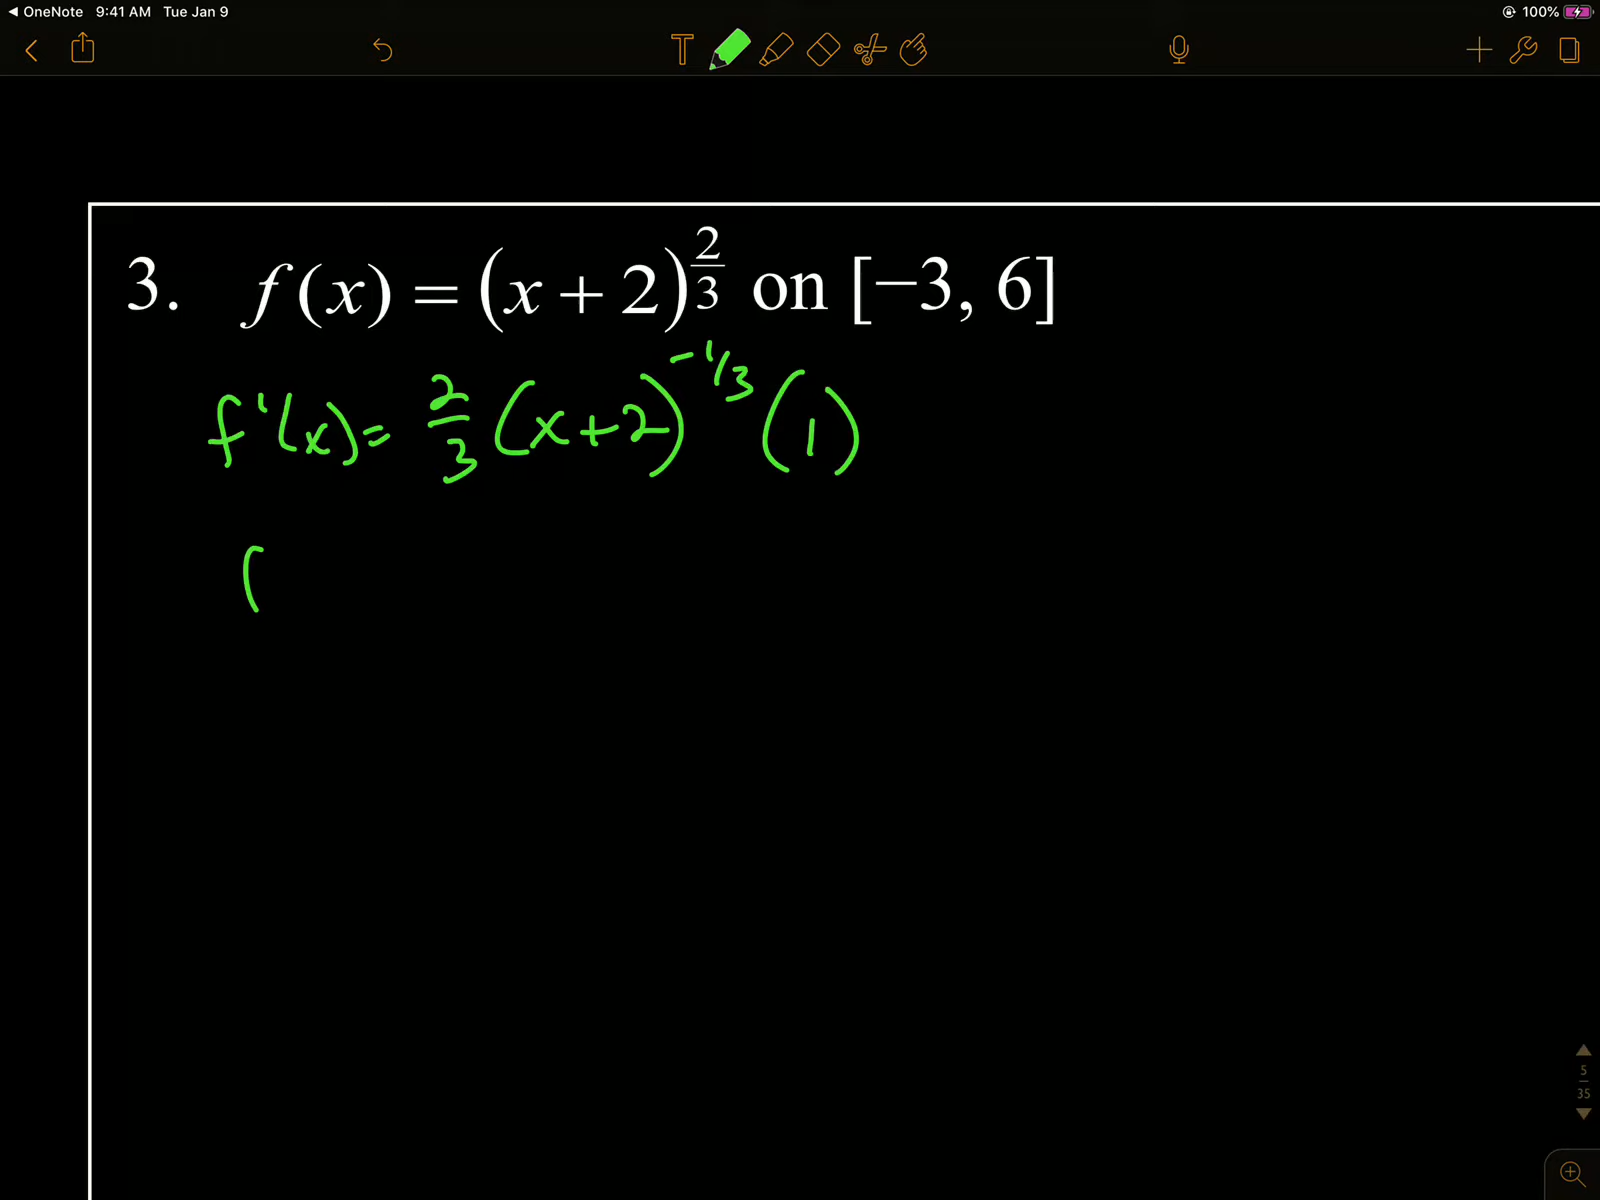 ◀ OneNote 9:41 AM Tue Jan 9 100%
T
3. f(x) = (x + 2)^(2/3) on [−3, 6]
f'(x) = 2/3 (x+2)^(-1/3) (1)
(
5
35